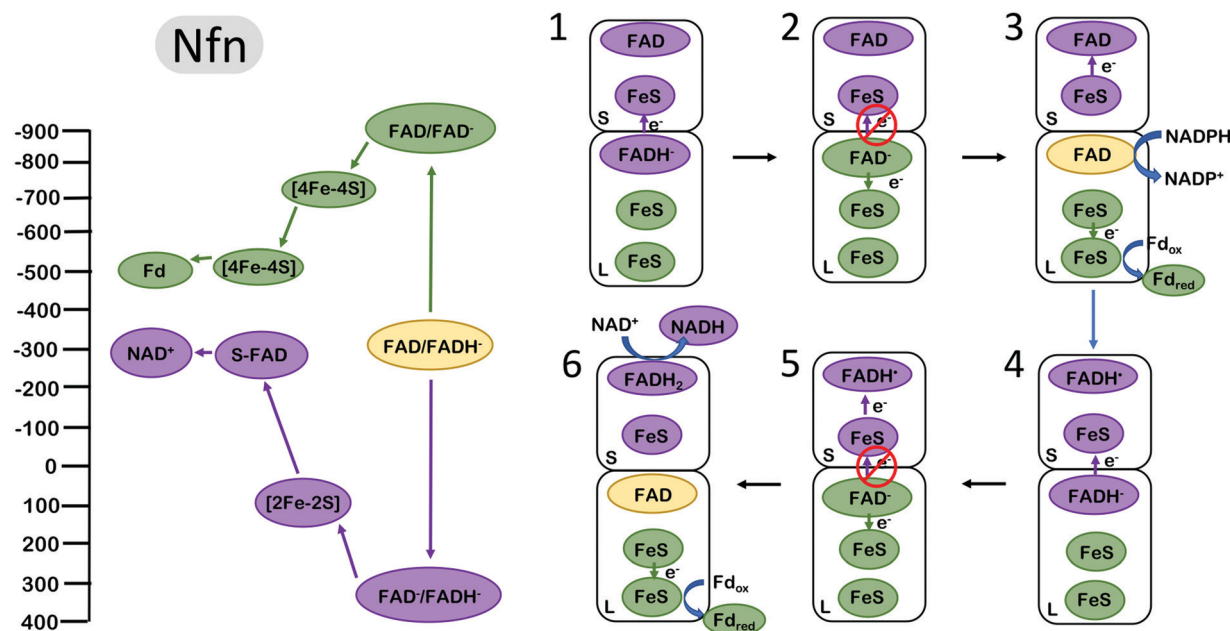 Nfn
-900
-800
-700
-600
-500
-400
-300
-200
-100
0
100
200
300
400
FAD/FAD-
[4Fe-4S]
[4Fe-4S]
Fd
FAD/FADH-
NAD+
S-FAD
[2Fe-2S]
FAD-/FADH-
1
FAD
FeS
S
e-
FADH-
FeS
L
FeS
2
FAD
FeS
S
e-
FAD-
e-
FeS
L
FeS
3
FAD
e-
FeS
S
FAD
NADPH
NADP+
FeS
e-
FeS
L
Fdox
Fdred
4
FADH•
FeS
S
e-
FADH-
FeS
L
FeS
5
FADH•
e-
FeS
S
e-
FAD-
e-
FeS
L
FeS
6
NAD+
NADH
FADH2
FeS
S
FAD
FeS
e-
FeS
L
Fdox
Fdred